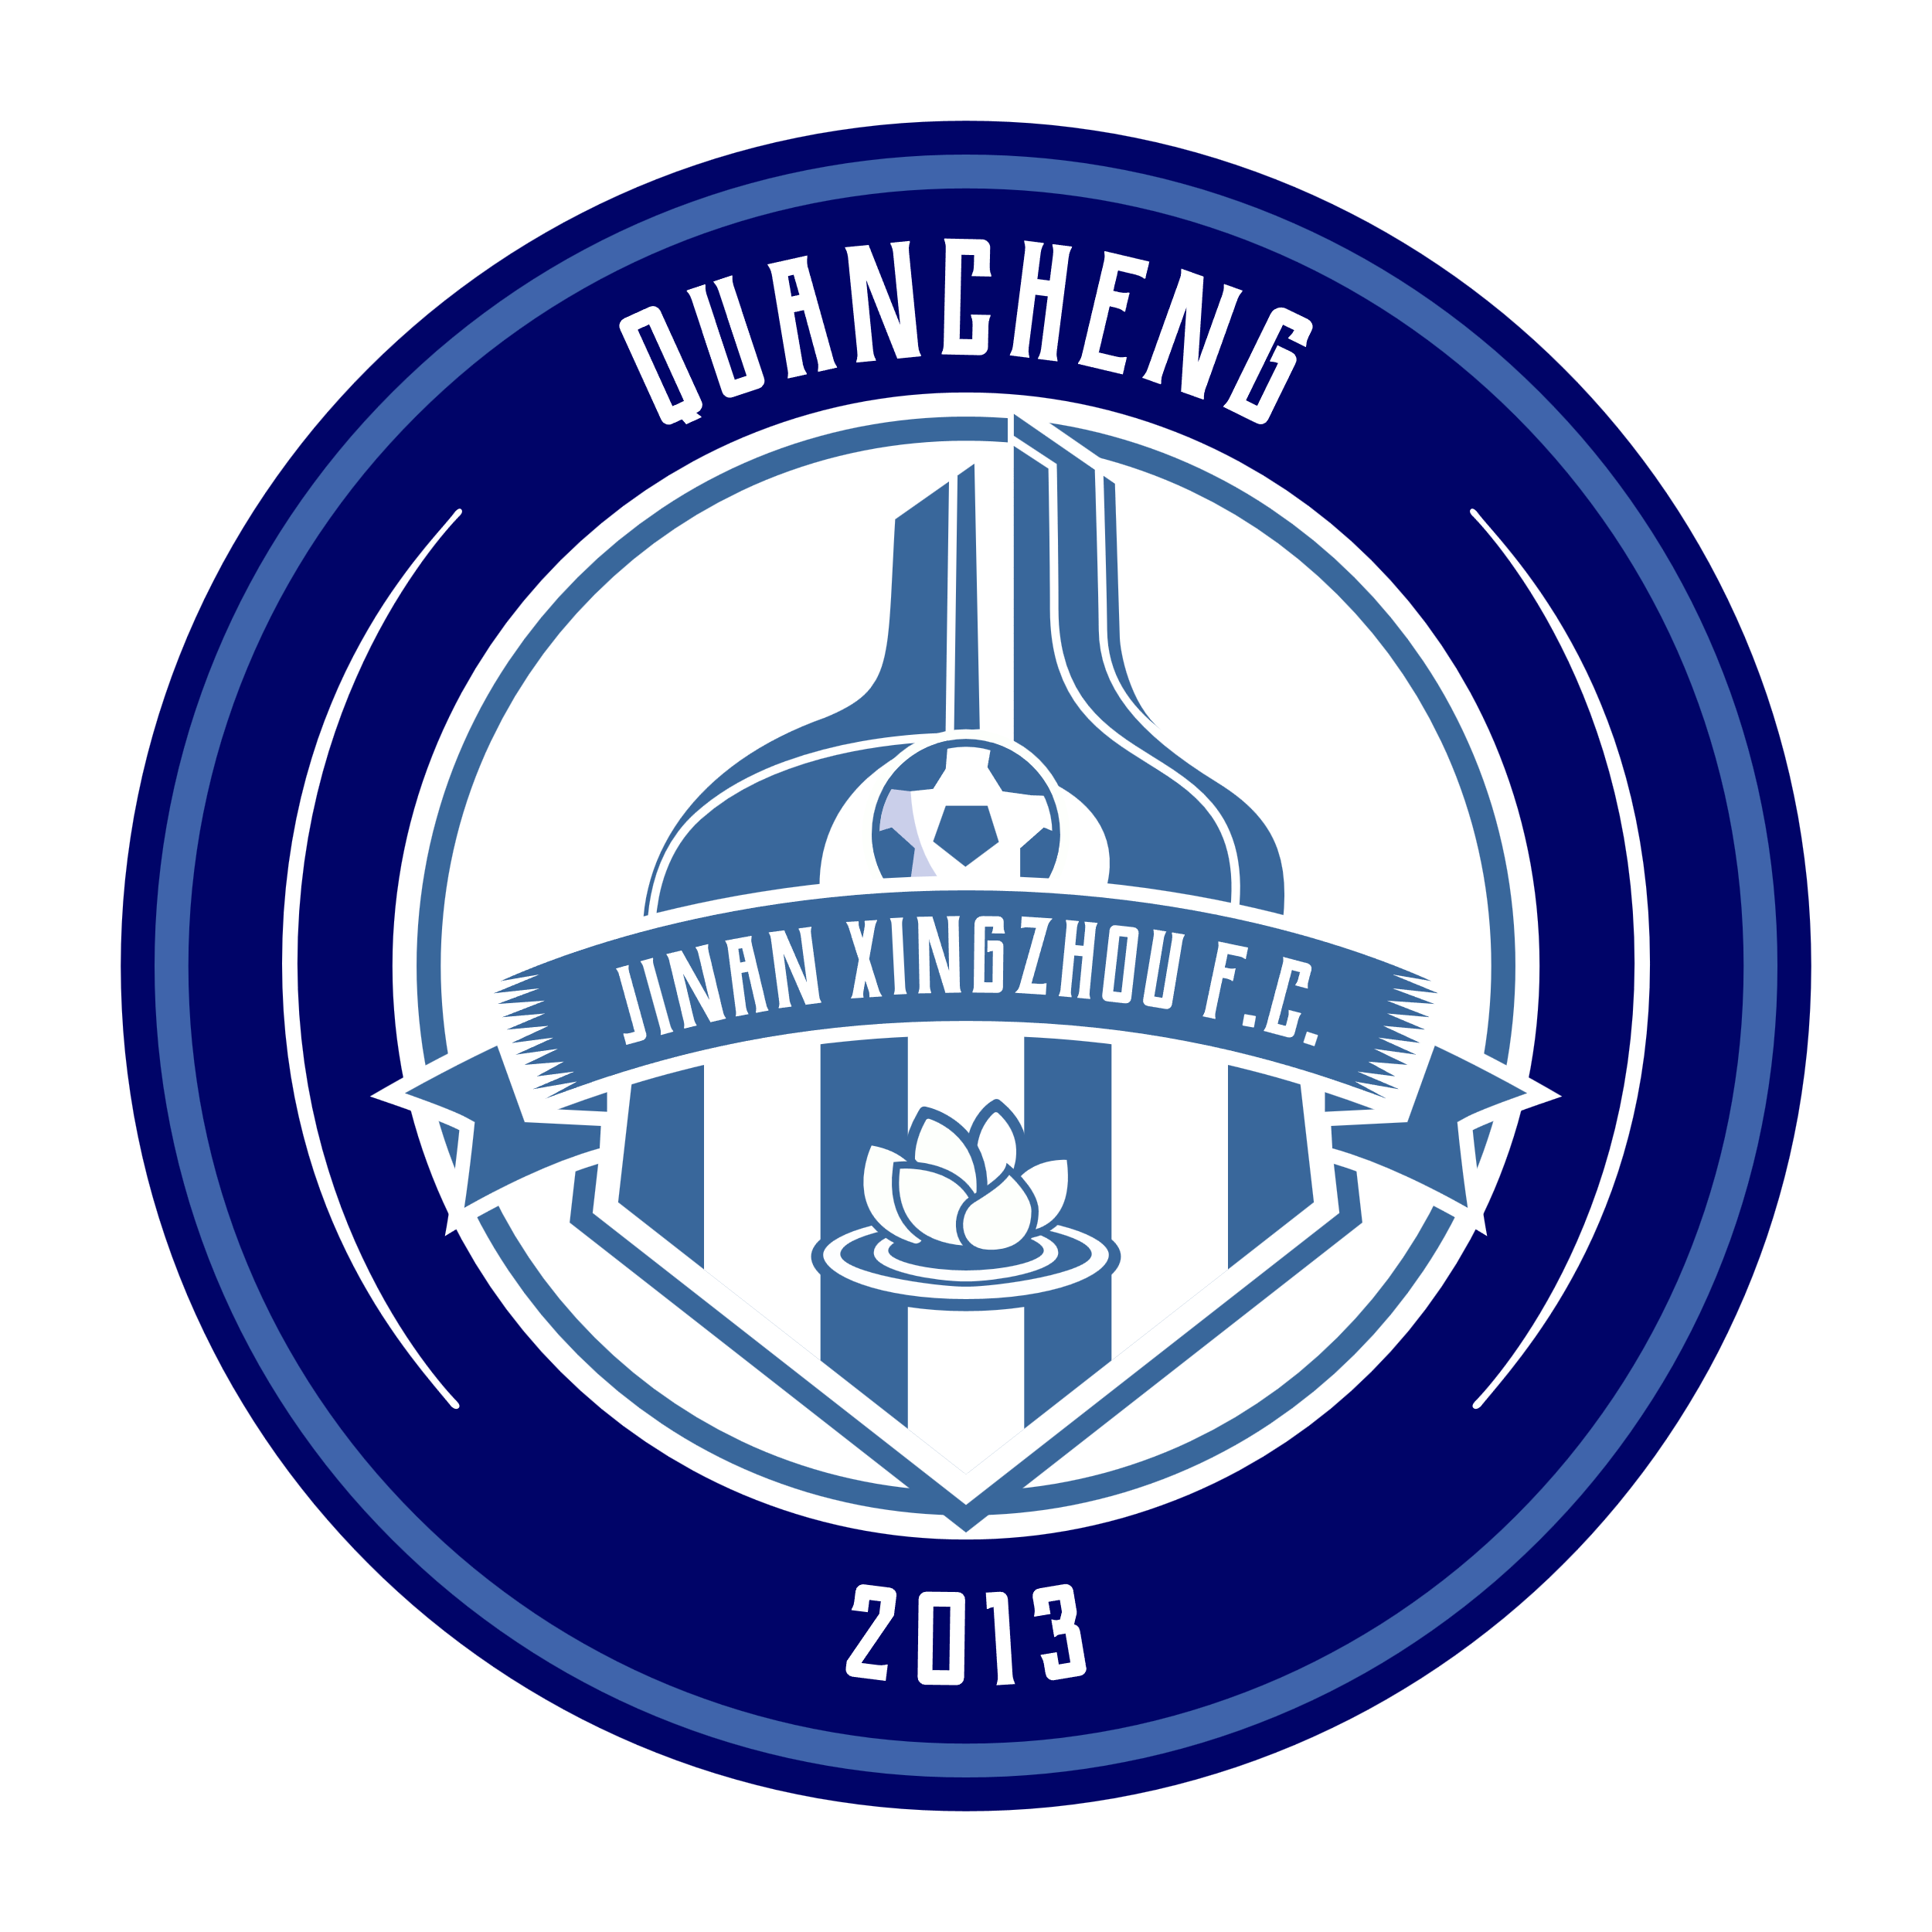 QUANCHENG
JINAN XINGZHOU F.C.
2013